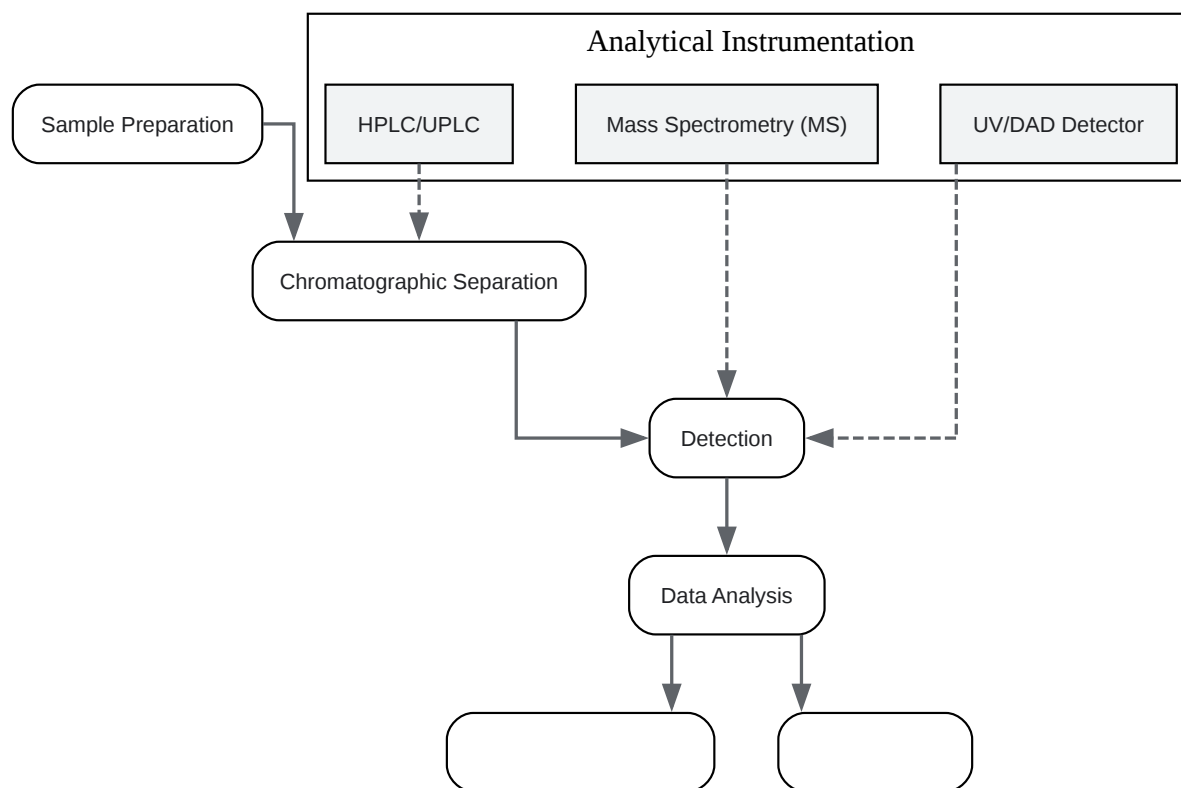 Analytical Instrumentation
Sample Preparation
HPLC/UPLC
Mass Spectrometry (MS)
UV/DAD Detector
Chromatographic Separation
Detection
Data Analysis